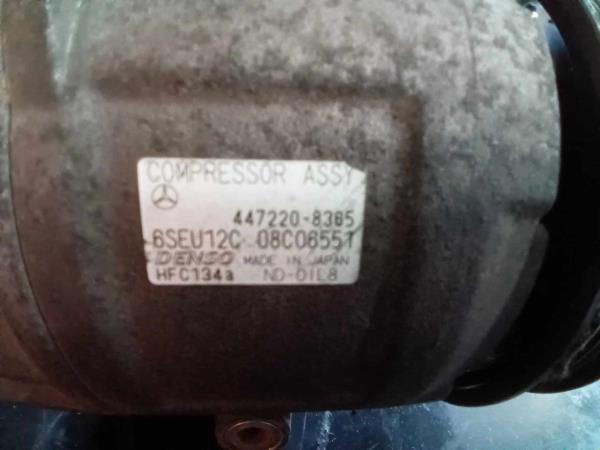 COMPRESSOR ASSY
447220-8385
6SEU12C 08C06551
DENSO MADE IN JAPAN
HFC134a ND-OIL8